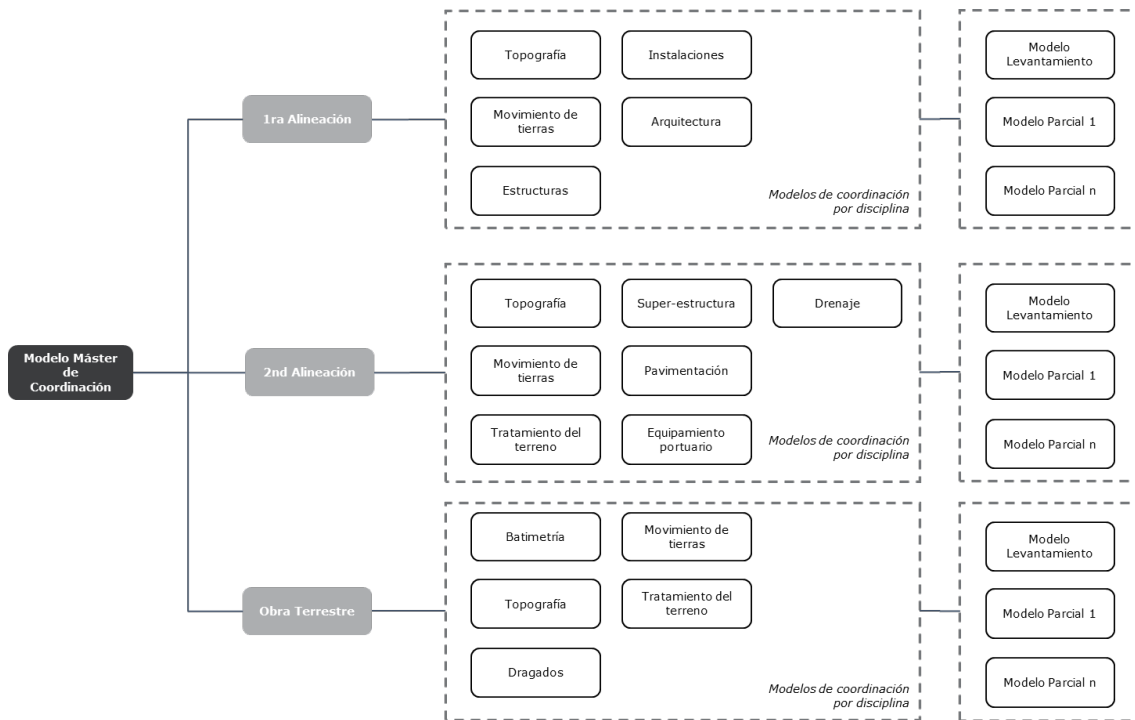 Modelo Máster
de
Coordinación
1ra Alineación
Topografía
Instalaciones
Movimiento de
tierras
Arquitectura
Estructuras
Modelos de coordinación
por disciplina
Modelo
Levantamiento
Modelo Parcial 1
Modelo Parcial n
2nd Alineación
Topografía
Super-estructura
Drenaje
Movimiento de
tierras
Pavimentación
Tratamiento del
terreno
Equipamiento
portuario
Modelos de coordinación
por disciplina
Modelo
Levantamiento
Modelo Parcial 1
Modelo Parcial n
Obra Terrestre
Batimetría
Movimiento de
tierras
Topografía
Tratamiento del
terreno
Dragados
Modelos de coordinación
por disciplina
Modelo
Levantamiento
Modelo Parcial 1
Modelo Parcial n